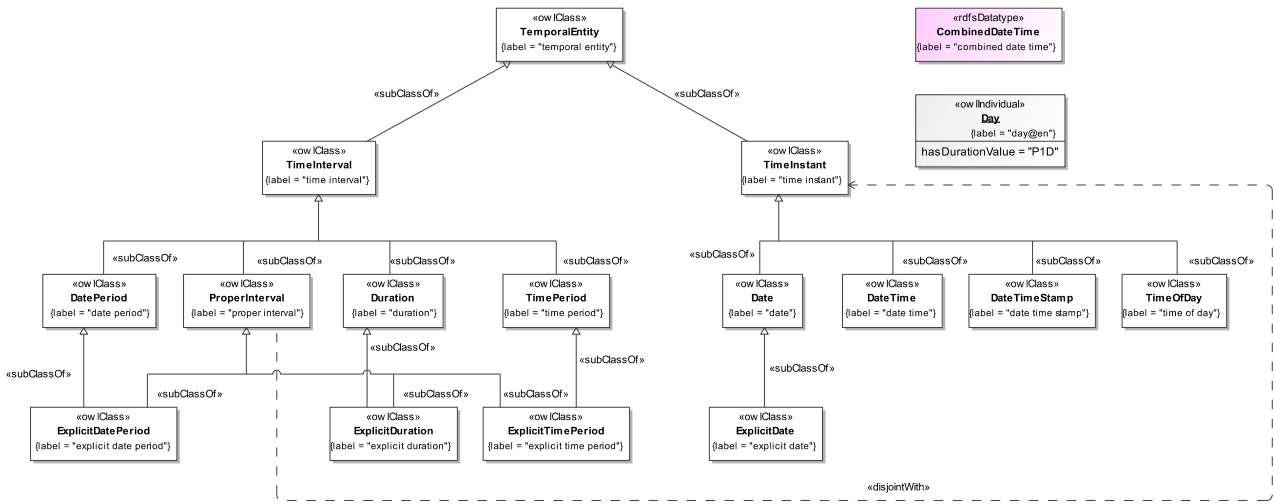 «owlClass»
TemporalEntity
{label = "temporal entity"}
«rdfsDatatype»
CombinedDateTime
{label = "combined date time"}
«subClassOf»
«subClassOf»
«owlIndividual»
Day
{label = "day@en"}
hasDurationValue = "P1D"
«owlClass»
TimeInterval
{label = "time interval"}
«owlClass»
TimeInstant
{label = "time instant"}
«subClassOf»
«subClassOf»
«subClassOf»
«subClassOf»
«subClassOf»
«subClassOf»
«subClassOf»
«subClassOf»
«owlClass»
DatePeriod
{label = "date period"}
«owlClass»
ProperInterval
{label = "proper interval"}
«owlClass»
Duration
{label = "duration"}
«owlClass»
TimePeriod
{label = "time period"}
«owlClass»
Date
{label = "date"}
«owlClass»
DateTime
{label = "date time"}
«owlClass»
DateTimeStamp
{label = "date time stamp"}
«owlClass»
TimeOfDay
{label = "time of day"}
«subClassOf»
«subClassOf»
«subClassOf»
«subClassOf»
«subClassOf»
«subClassOf»
«subClassOf»
«owlClass»
ExplicitDatePeriod
{label = "explicit date period"}
«owlClass»
ExplicitDuration
{label = "explicit duration"}
«owlClass»
ExplicitTimePeriod
{label = "explicit time period"}
«owlClass»
ExplicitDate
{label = "explicit date"}
«disjointWith»